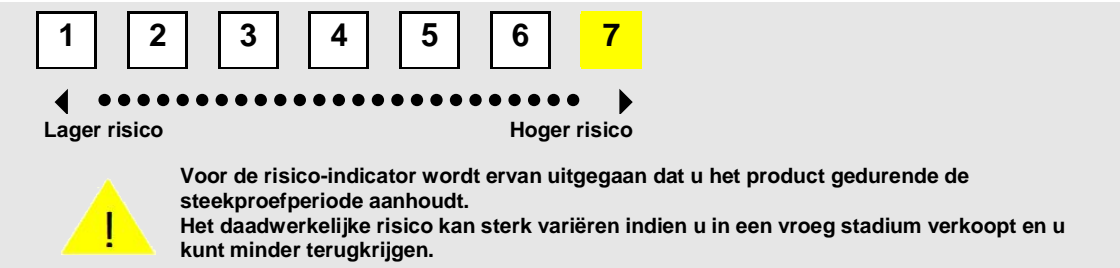 1 2 3 4 5 6 7
Lager risico Hoger risico
Voor de risico-indicator wordt ervan uitgegaan dat u het product gedurende de
steekproefperiode aanhoudt.
Het daadwerkelijke risico kan sterk variëren indien u in een vroeg stadium verkoopt en u
kunt minder terugkrijgen.
!